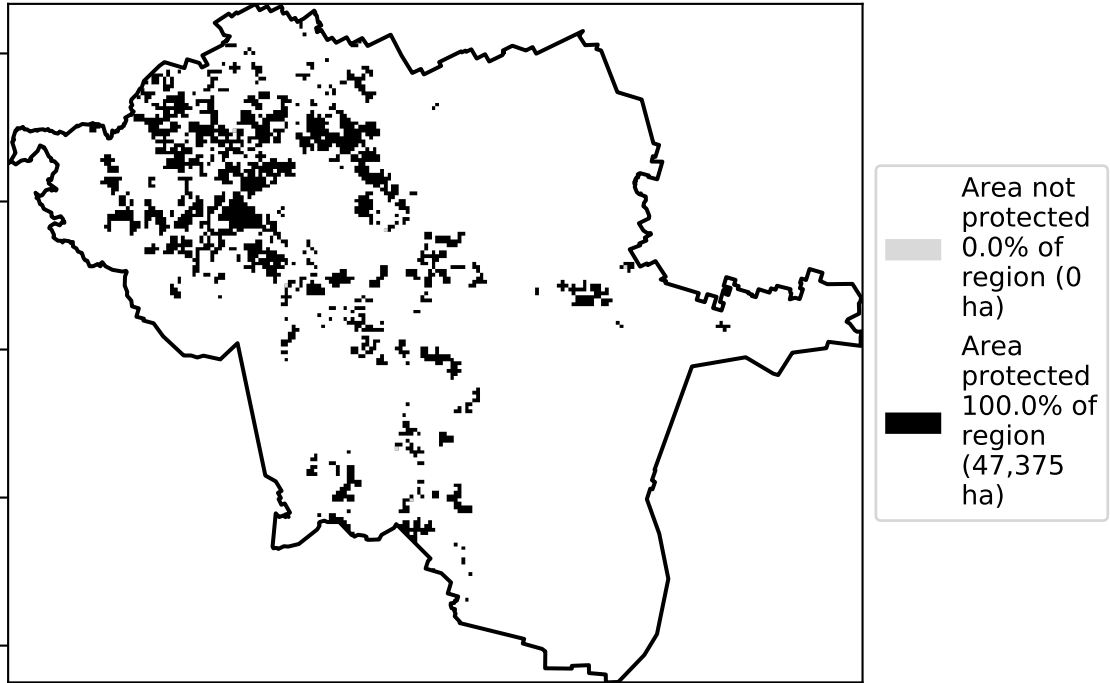 Area not
protected
0.0% of
region (0
ha)
Area
protected
100.0% of
region
(47,375
ha)